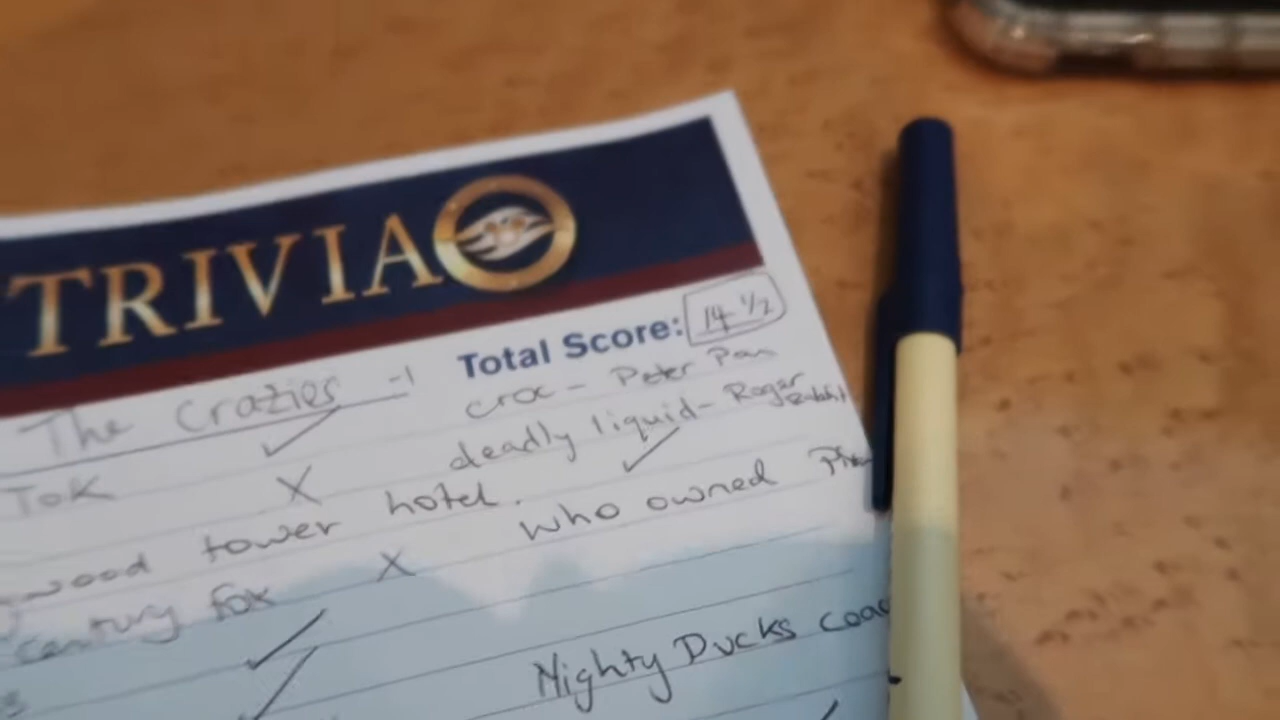 TRIVIA
Total Score: 14 1/2
The Crazies -1
croc - Peter Pan
Tok
deadly liquid - Roger Rabbit
wood tower hotel.
who owned
century fox
Mighty Ducks